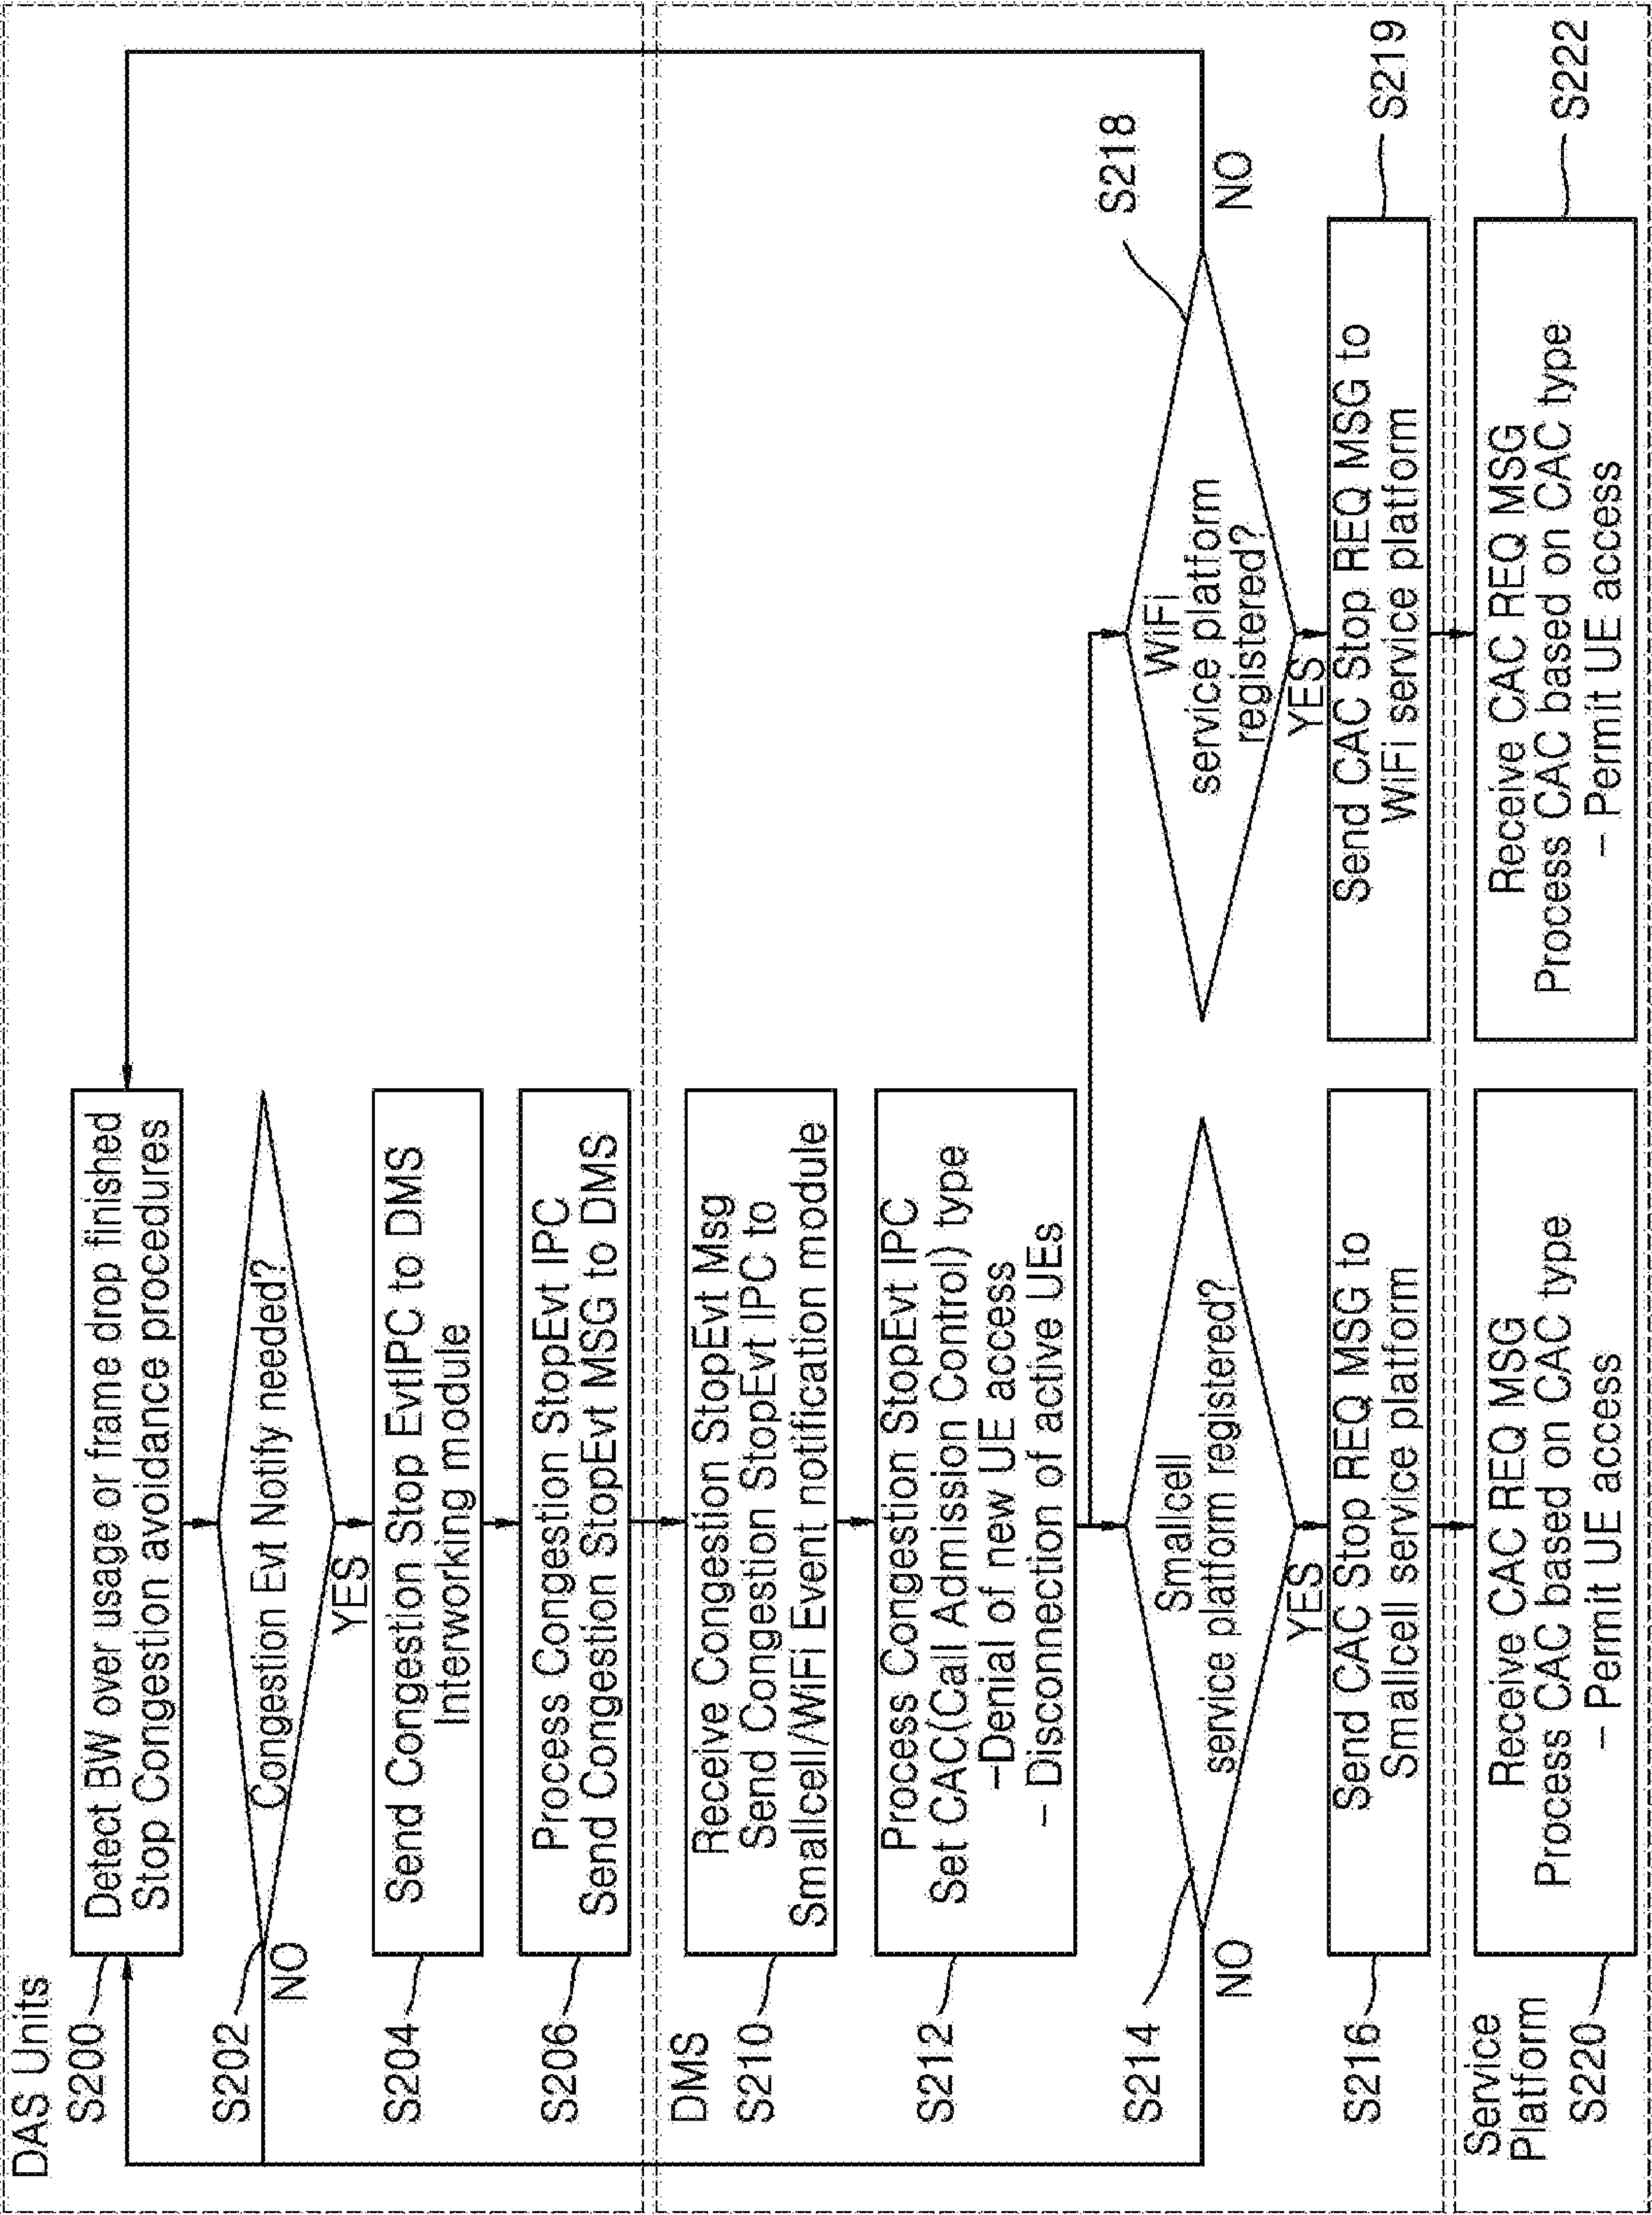 DAS Units
S200
Detect BW over usage or frame drop finished
Stop Congestion avoidance procedures
S202
Congestion Evt Notify needed?
NO
YES
S204
Send Congestion Stop EvtIPC to DMS
Interworking module
S206
Process Congestion StopEvt IPC
Send Congestion StopEvt MSG to DMS
DMS
S210
Receive Congestion StopEvt Msg
Send Congestion StopEvt IPC to
Smallcell/WiFi Event notification module
S212
Process Congestion StopEvt IPC
Set CAC(Call Admission Control) type
-Denial of new UE access
- Disconnection of active UEs
S214
Smallcell
service platform registered?
NO
YES
S218
WiFi
service platform
registered?
NO
YES
S216
Send CAC Stop REQ MSG to
Smallcell service platform
Send CAC Stop REQ MSG to
WiFi service platform
S219
Service
Platform
S220
Receive CAC REQ MSG
Process CAC based on CAC type
- Permit UE access
Receive CAC REQ MSG
Process CAC based on CAC type
- Permit UE access
S222